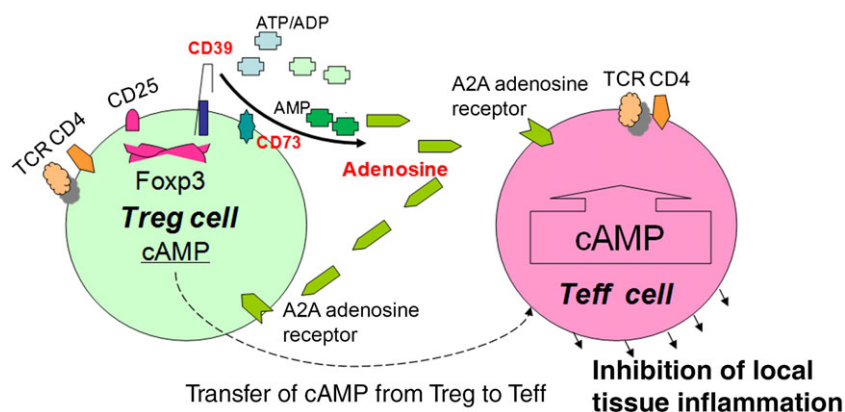 ATP/ADP
CD39
CD25
TCR CD4
AMP
CD73
Adenosine
Foxp3
Treg cell
cAMP
A2A adenosine
receptor
A2A adenosine
receptor
TCR CD4
cAMP
Teff cell
Transfer of cAMP from Treg to Teff
Inhibition of local
tissue inflammation